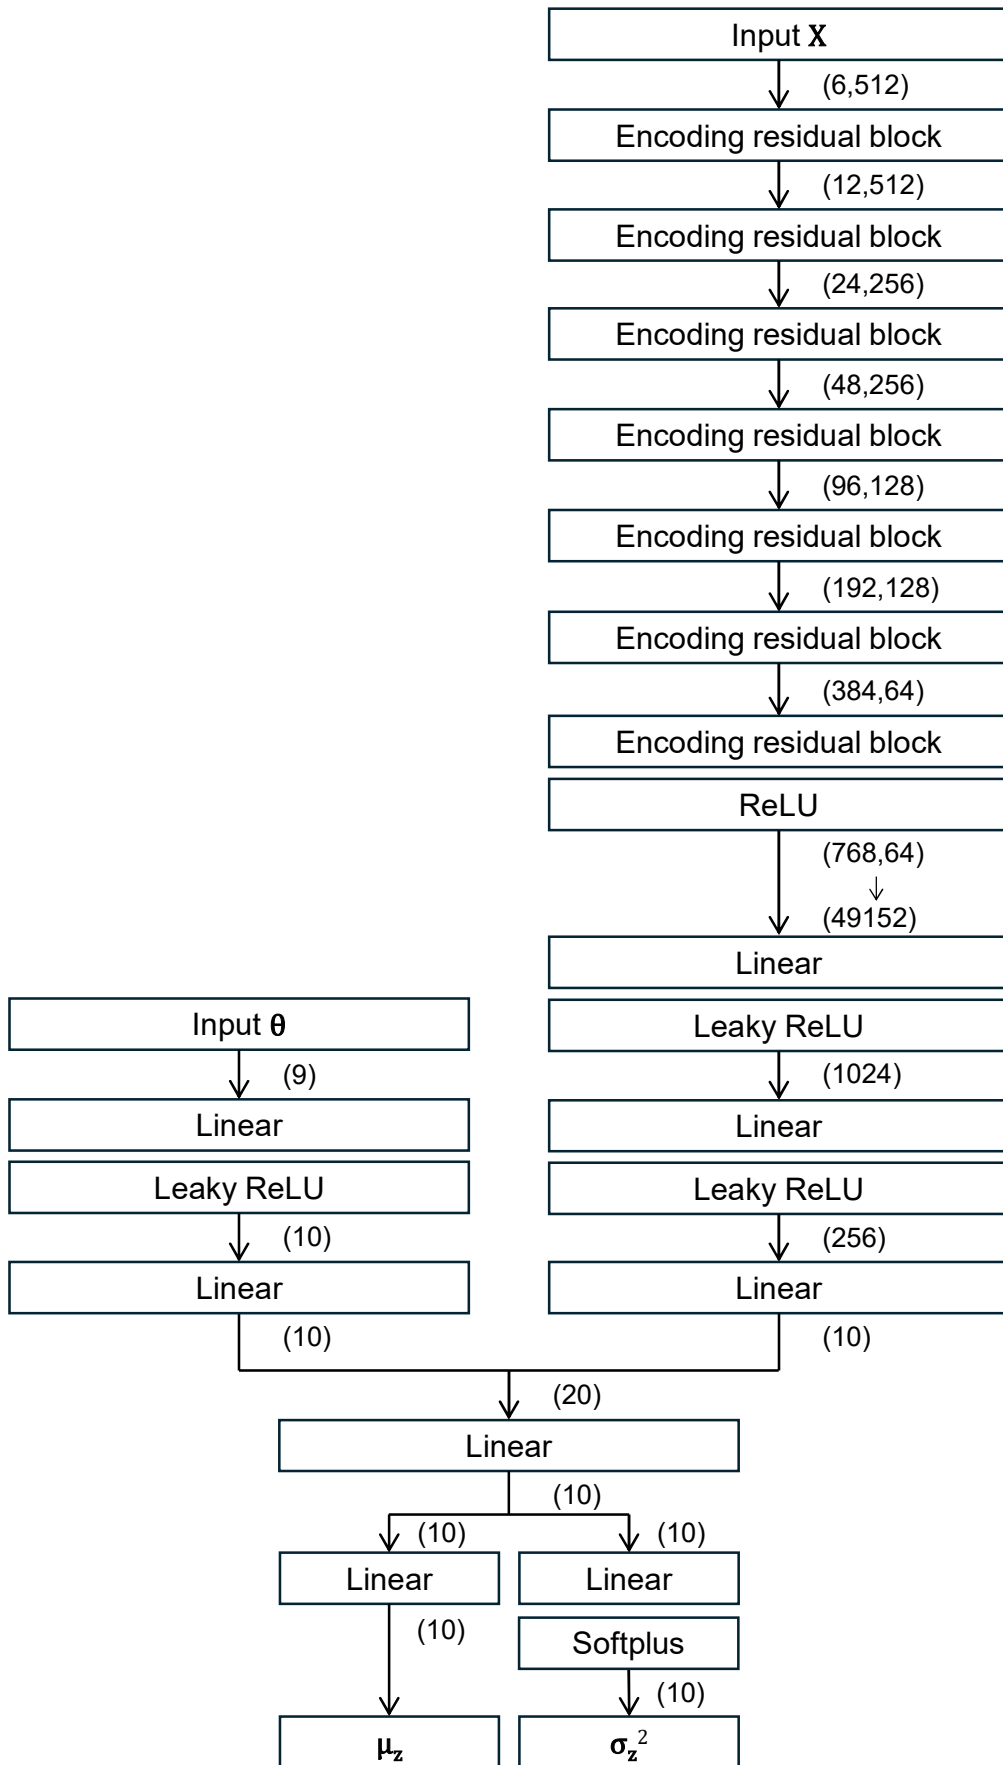 Input X
(6,512)
Encoding residual block
(12,512)
Encoding residual block
(24,256)
Encoding residual block
(48,256)
Encoding residual block
(96,128)
Encoding residual block
(192,128)
Encoding residual block
(384,64)
Encoding residual block
ReLU
(768,64)
↓
(49152)
Linear
Leaky ReLU
(1024)
Linear
Leaky ReLU
(256)
Linear
(10)
Input θ
(9)
Linear
Leaky ReLU
(10)
Linear
(10)
(20)
Linear
(10)
(10)
Linear
(10)
μz
(10)
Linear
Softplus
(10)
σz²